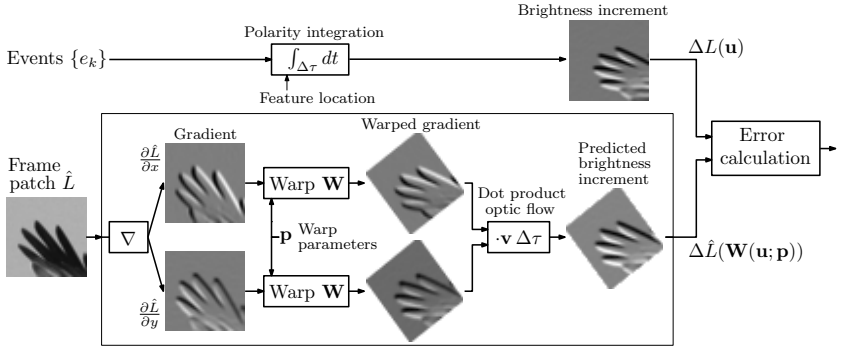 Brightness increment
Polarity integration
Events {e_k}
∫_{Δτ} dt
ΔL(u)
Feature location
Gradient
Warped gradient
Error
calculation
Predicted
brightness
increment
Frame
patch L̂
∂L̂/∂x
Warp W
Dot product
optic flow
∇
p Warp
parameters
·v Δτ
ΔL̂(W(u; p))
∂L̂/∂y
Warp W